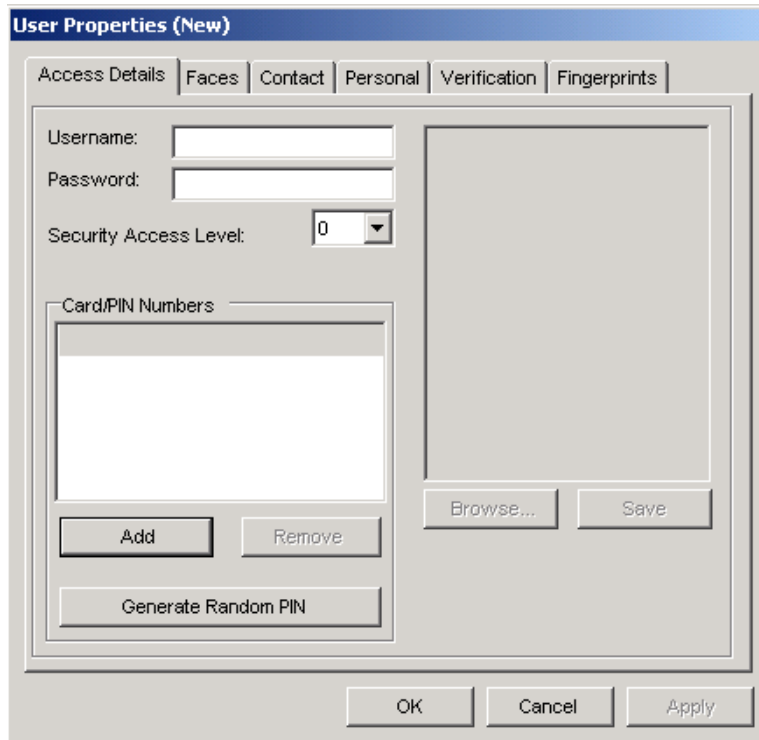 User Properties (New)
Access Details Faces Contact Personal Verification Fingerprints
Username:
Password:
Security Access Level: 0
Card/PIN Numbers
Browse... Save
Add Remove
Generate Random PIN
OK Cancel Apply